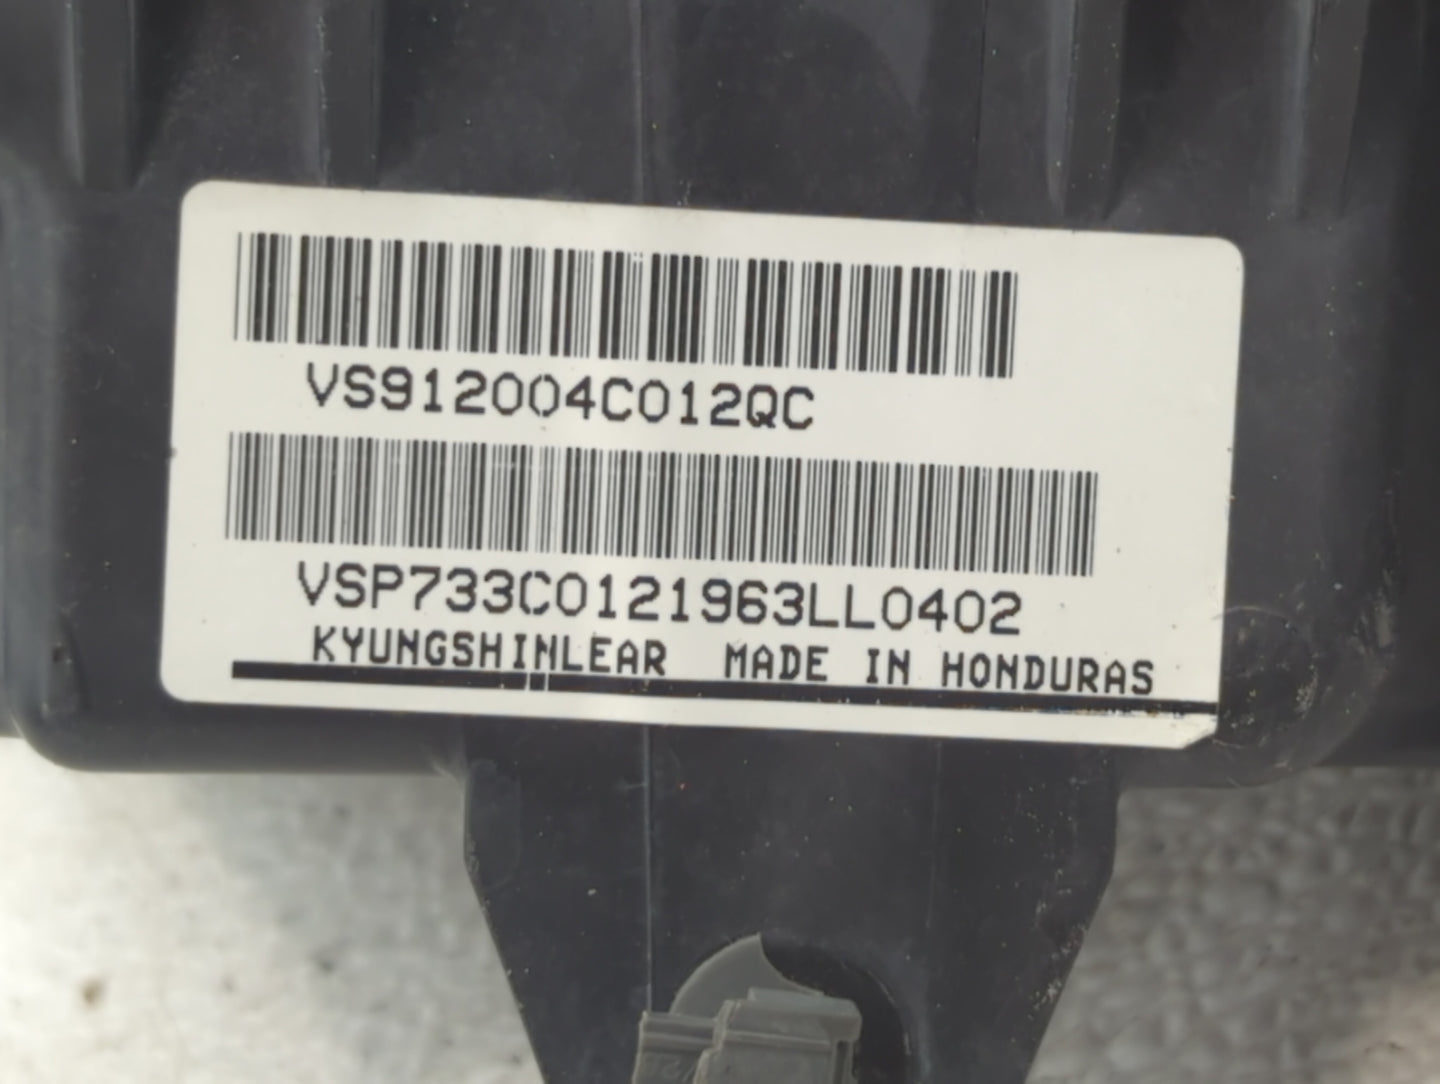 VS912004C012QC
VSP733C0121963LL0402
KYUNGSHINLEAR MADE IN HONDURAS